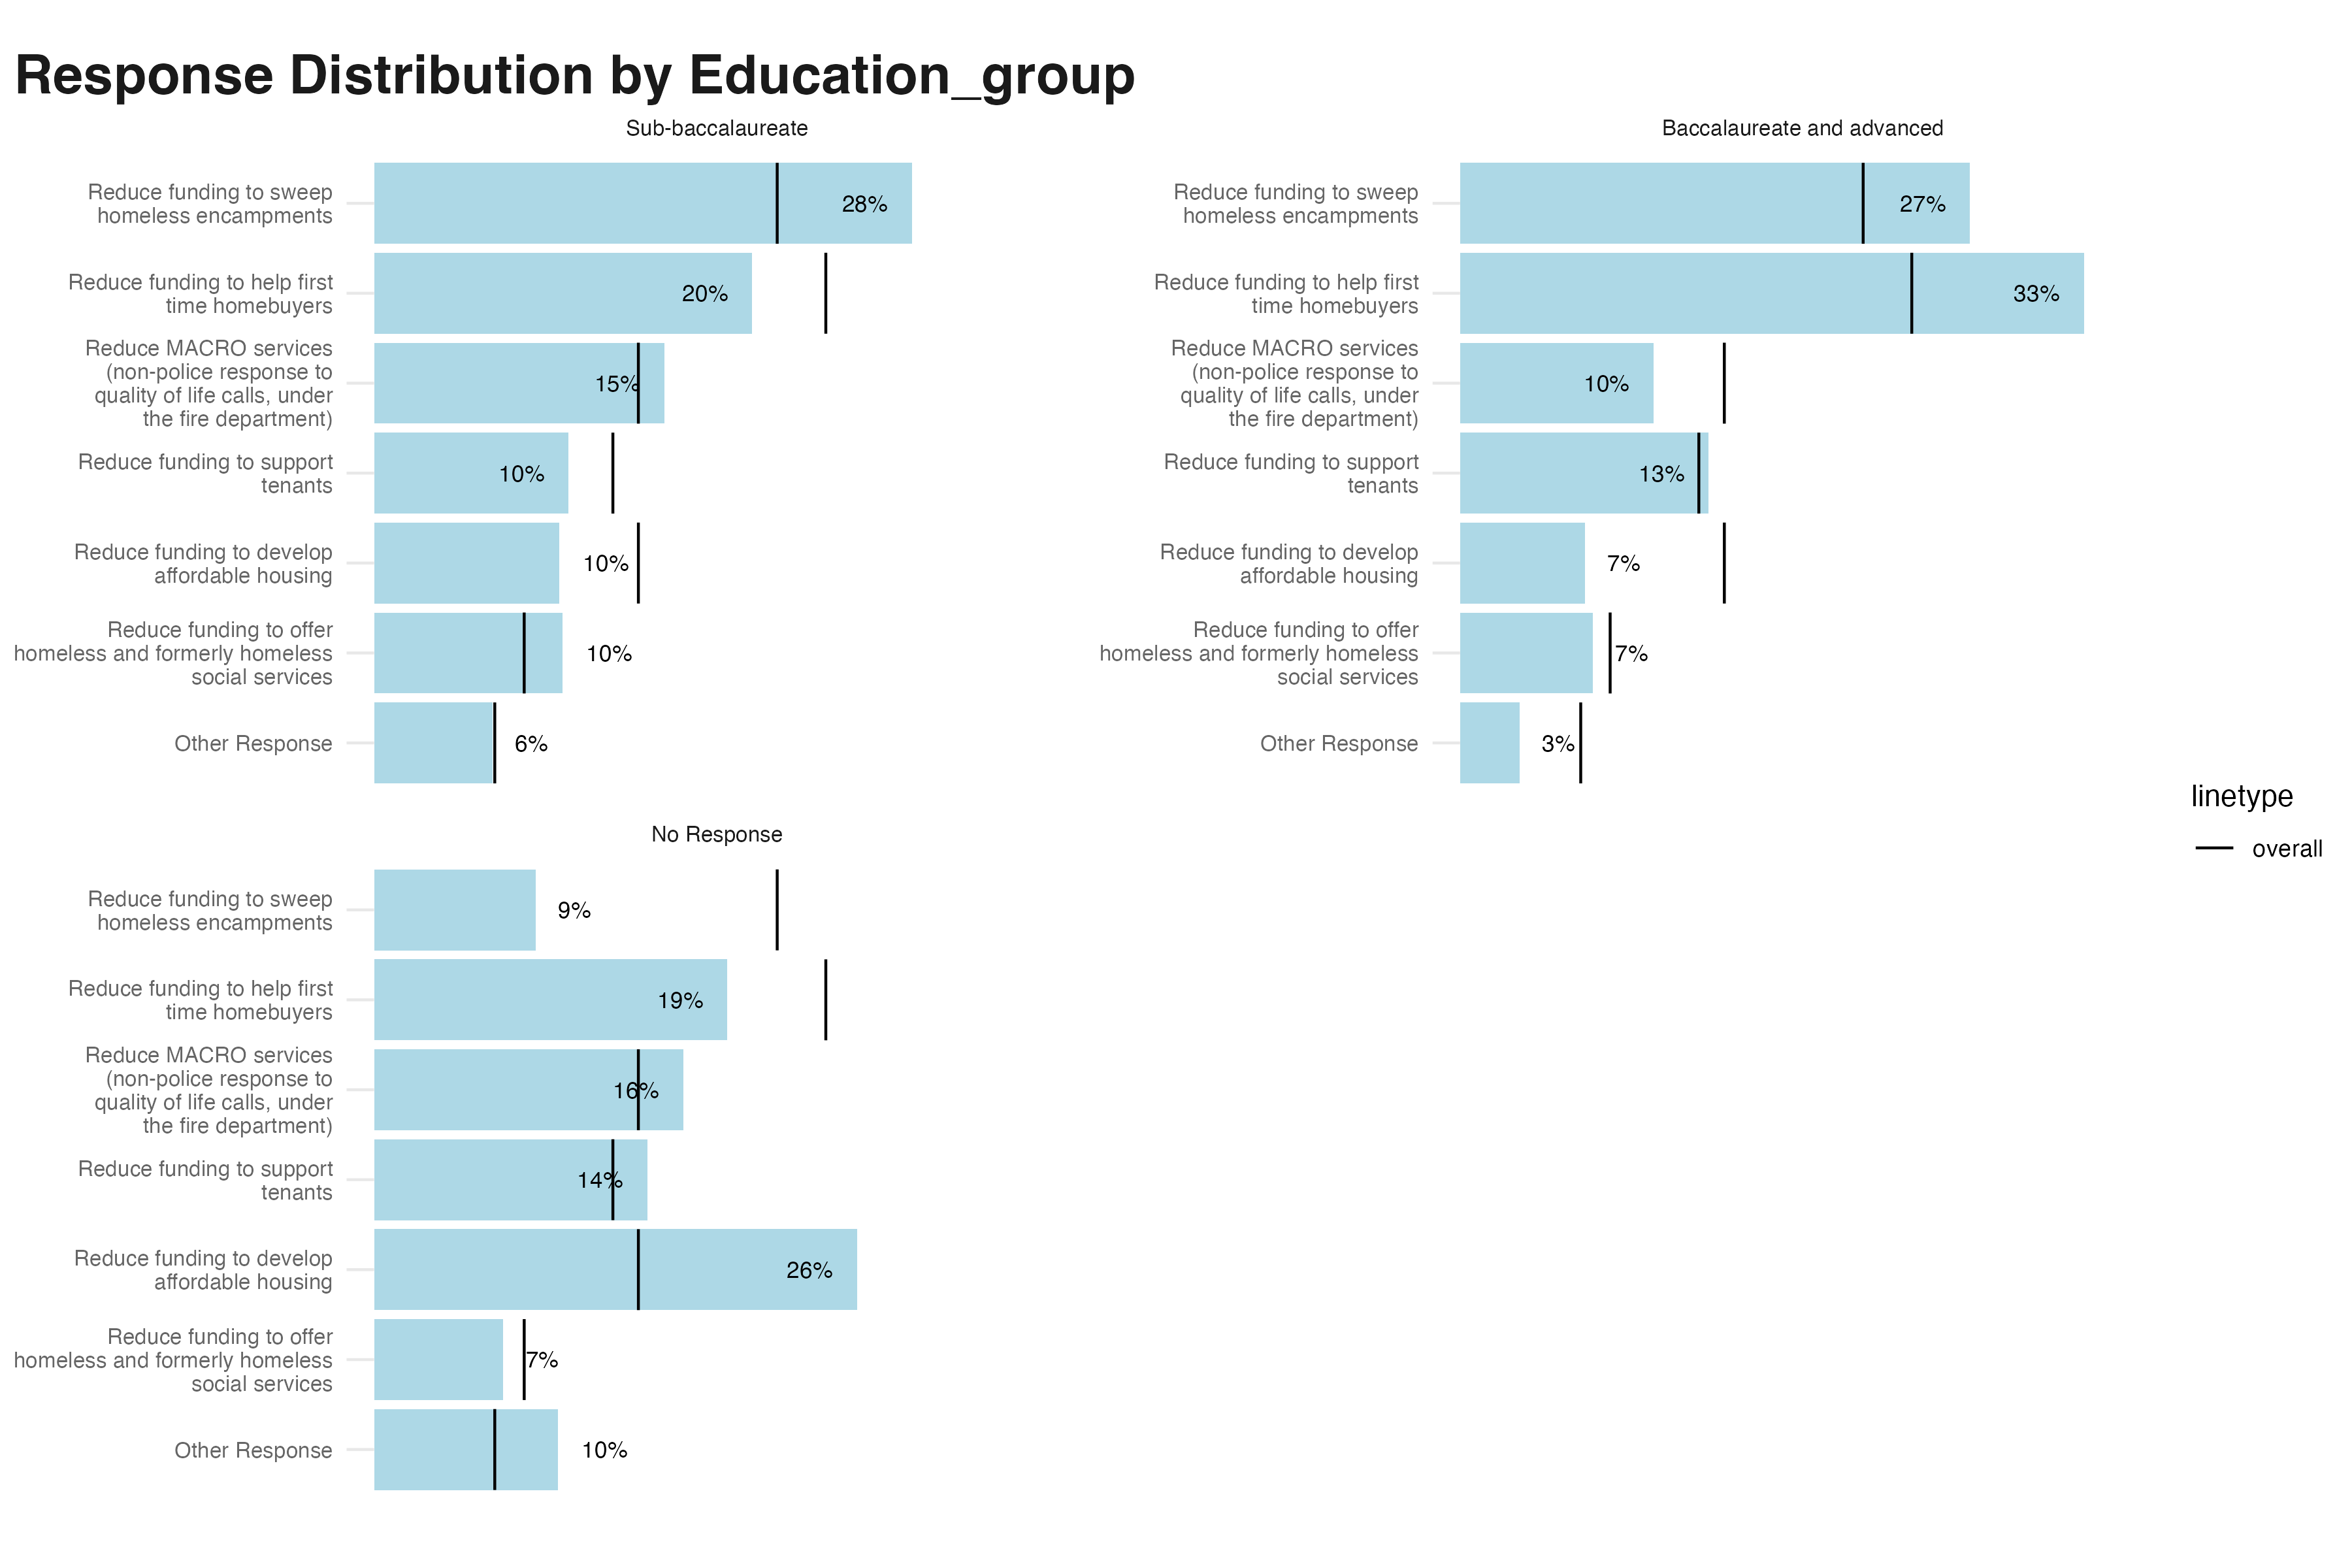 Response Distribution by Education_group
Sub-baccalaureate
Reduce funding to sweep
homeless encampments
28%
Reduce funding to help first
time homebuyers
20%
Reduce MACRO services
(non-police response to
quality of life calls, under
the fire department)
15%
Reduce funding to support
tenants
10%
Reduce funding to develop
affordable housing
10%
Reduce funding to offer
homeless and formerly homeless
social services
10%
Other Response
6%
Baccalaureate and advanced
Reduce funding to sweep
homeless encampments
27%
Reduce funding to help first
time homebuyers
33%
Reduce MACRO services
(non-police response to
quality of life calls, under
the fire department)
10%
Reduce funding to support
tenants
13%
Reduce funding to develop
affordable housing
7%
Reduce funding to offer
homeless and formerly homeless
social services
7%
Other Response
3%
No Response
Reduce funding to sweep
homeless encampments
9%
Reduce funding to help first
time homebuyers
19%
Reduce MACRO services
(non-police response to
quality of life calls, under
the fire department)
16%
Reduce funding to support
tenants
14%
Reduce funding to develop
affordable housing
26%
Reduce funding to offer
homeless and formerly homeless
social services
7%
Other Response
10%
linetype
overall